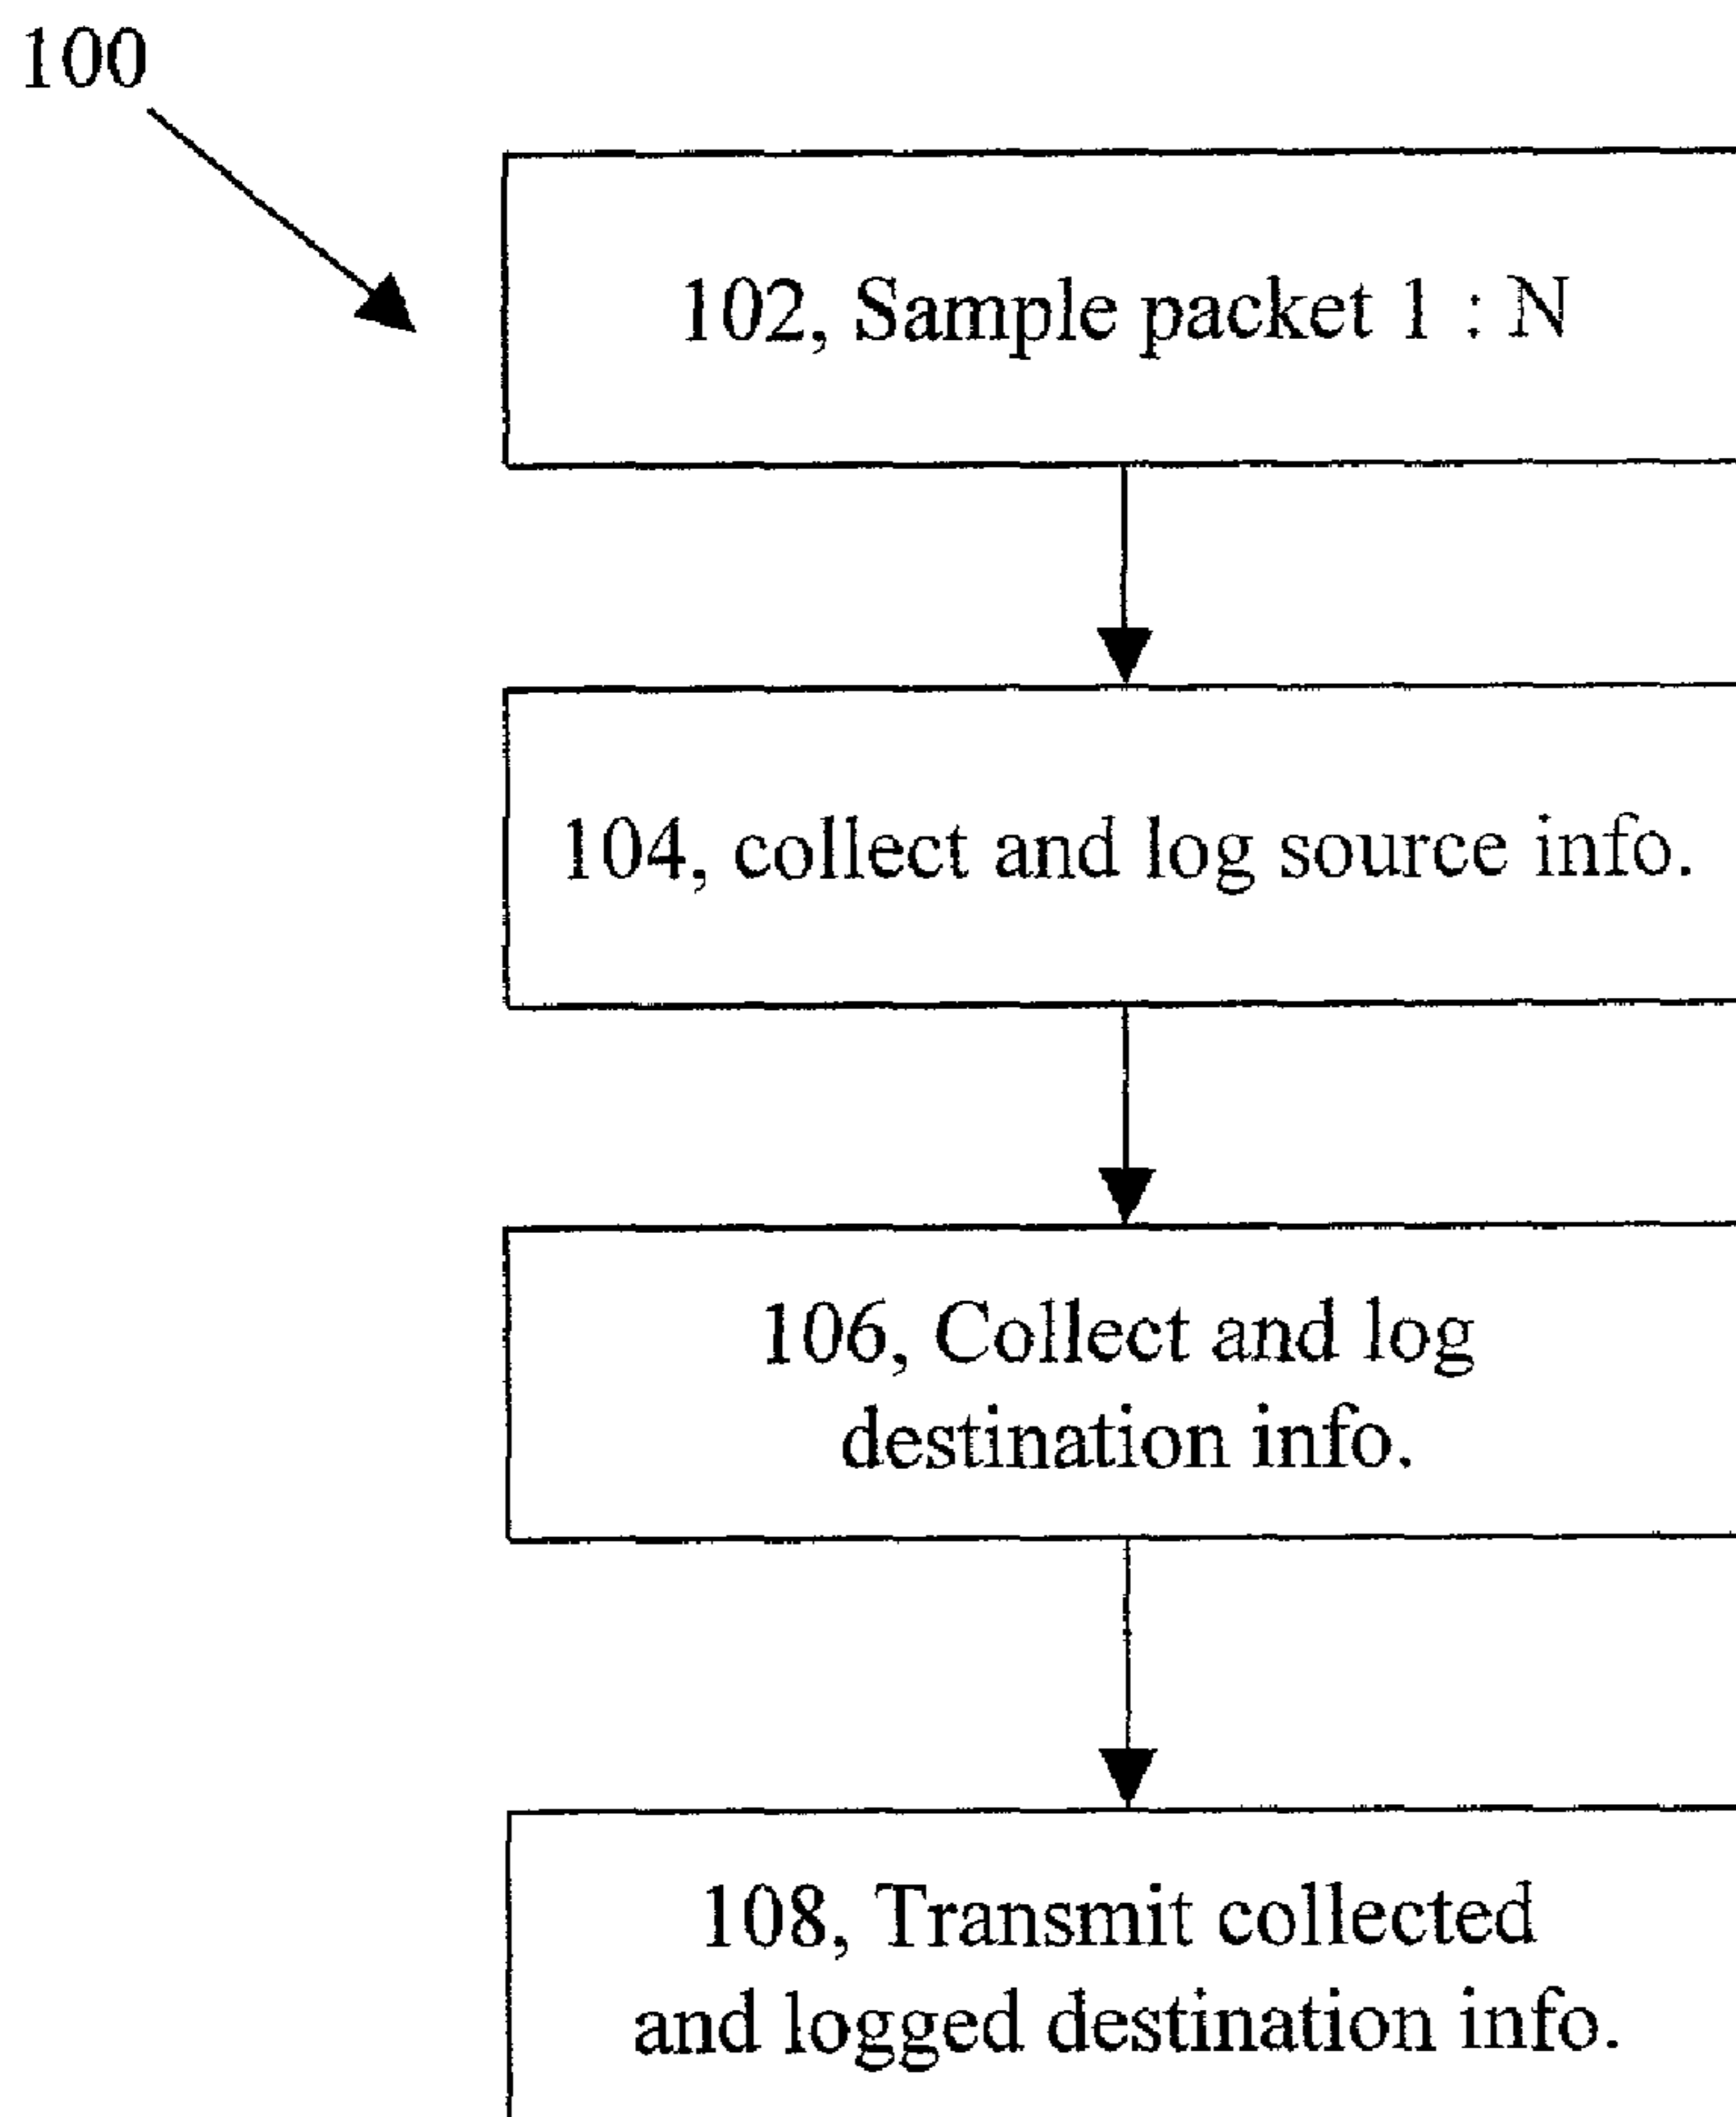 100
102, Sample packet 1 : N
104, collect and log source info.
106, Collect and log
destination info.
108, Transmit collected
and logged destination info.